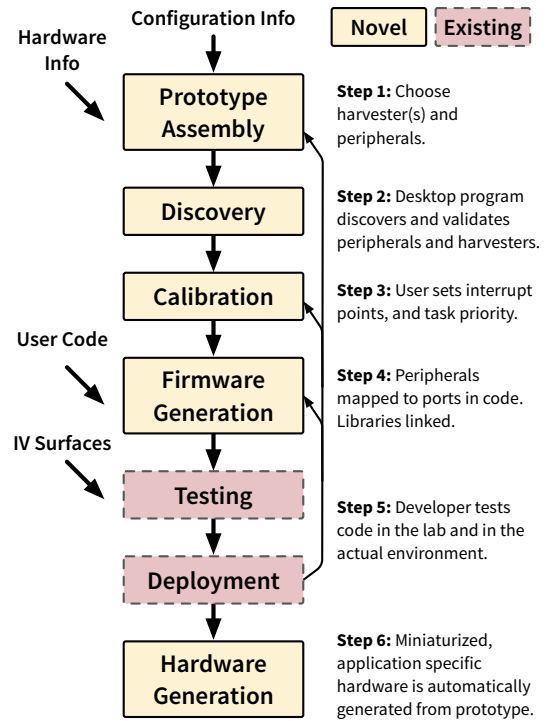 Configuration Info
Novel
Existing
Hardware
Info
Prototype
Assembly
Step 1: Choose
harvester(s) and
peripherals.
Discovery
Step 2: Desktop program
discovers and validates
peripherals and harvesters.
Calibration
Step 3: User sets interrupt
points, and task priority.
User Code
Firmware
Generation
Step 4: Peripherals
mapped to ports in code.
Libraries linked.
IV Surfaces
Testing
Step 5: Developer tests
code in the lab and in the
actual environment.
Deployment
Hardware
Generation
Step 6: Miniaturized,
application specific
hardware is automatically
generated from prototype.